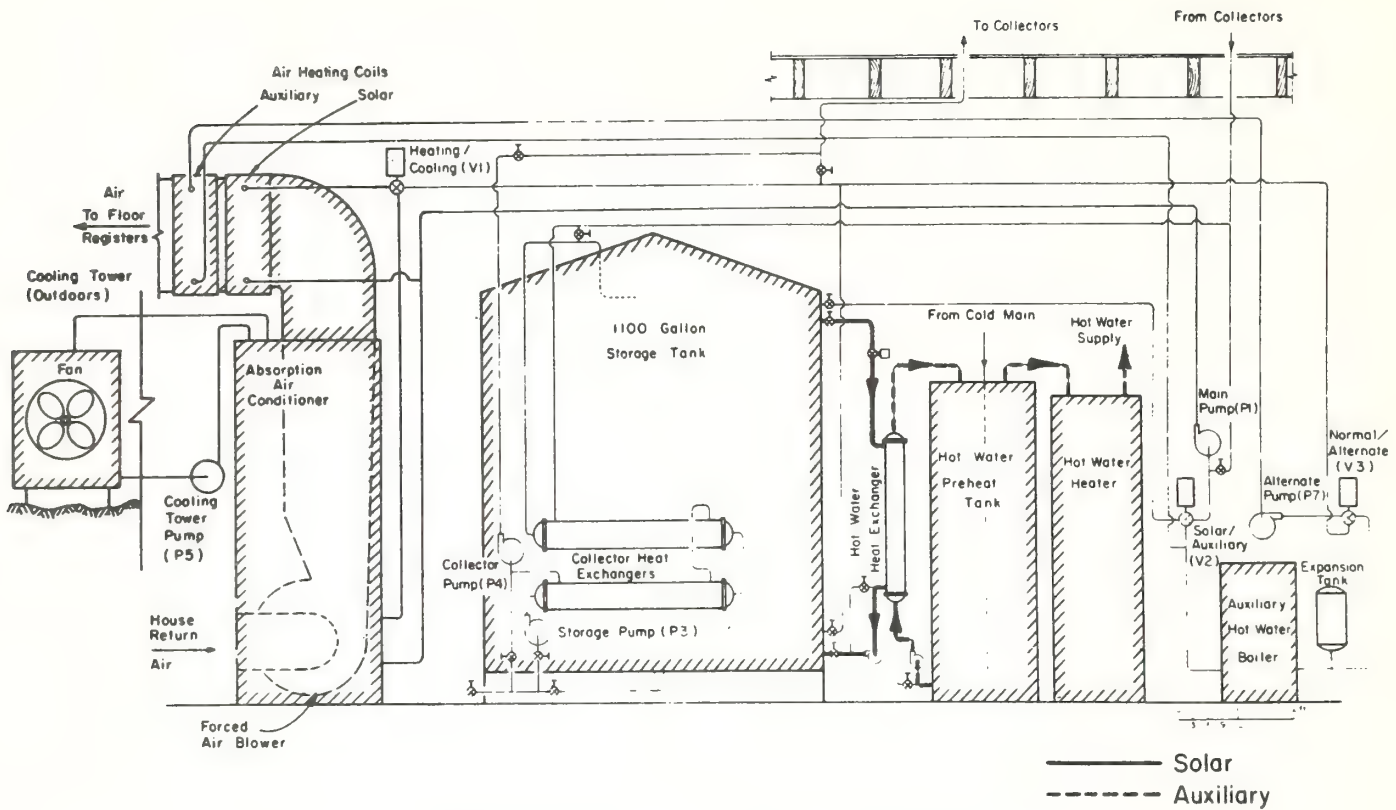 To Collectors
From Collectors
Air Heating Coils
Auxiliary
Solar
Heating/
Cooling (V1)
Air
To Floor
Registers
Cooling Tower
(Outdoors)
Fan
Absorption
Air
Conditioner
1100 Gallon
Storage Tank
From Cold Main
Hot Water
Supply
Main
Pump (P1)
Normal/
Alternate
(V3)
Hot Water
Preheat
Tank
Hot Water
Heater
Alternate
Pump (P7)
Cooling
Tower
Pump
(P5)
Collector
Pump (P4)
Collector Heat
Exchangers
Hot Water
Heat Exchanger
Solar/
Auxiliary
(V2)
Expansion
Tank
Storage Pump (P3)
Auxiliary
Hot Water
Boiler
House
Return
Air
Forced
Air Blower
Solar
Auxiliary